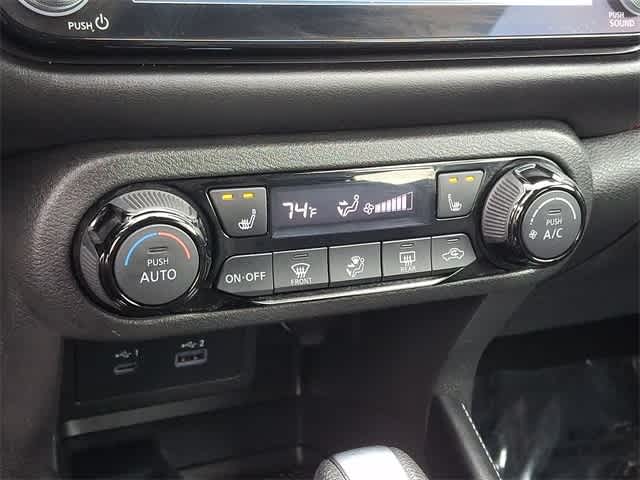 PUSH
PUSH
SOUND
74°F
PUSH
AUTO
ON·OFF
FRONT
REAR
PUSH
A/C
1
2